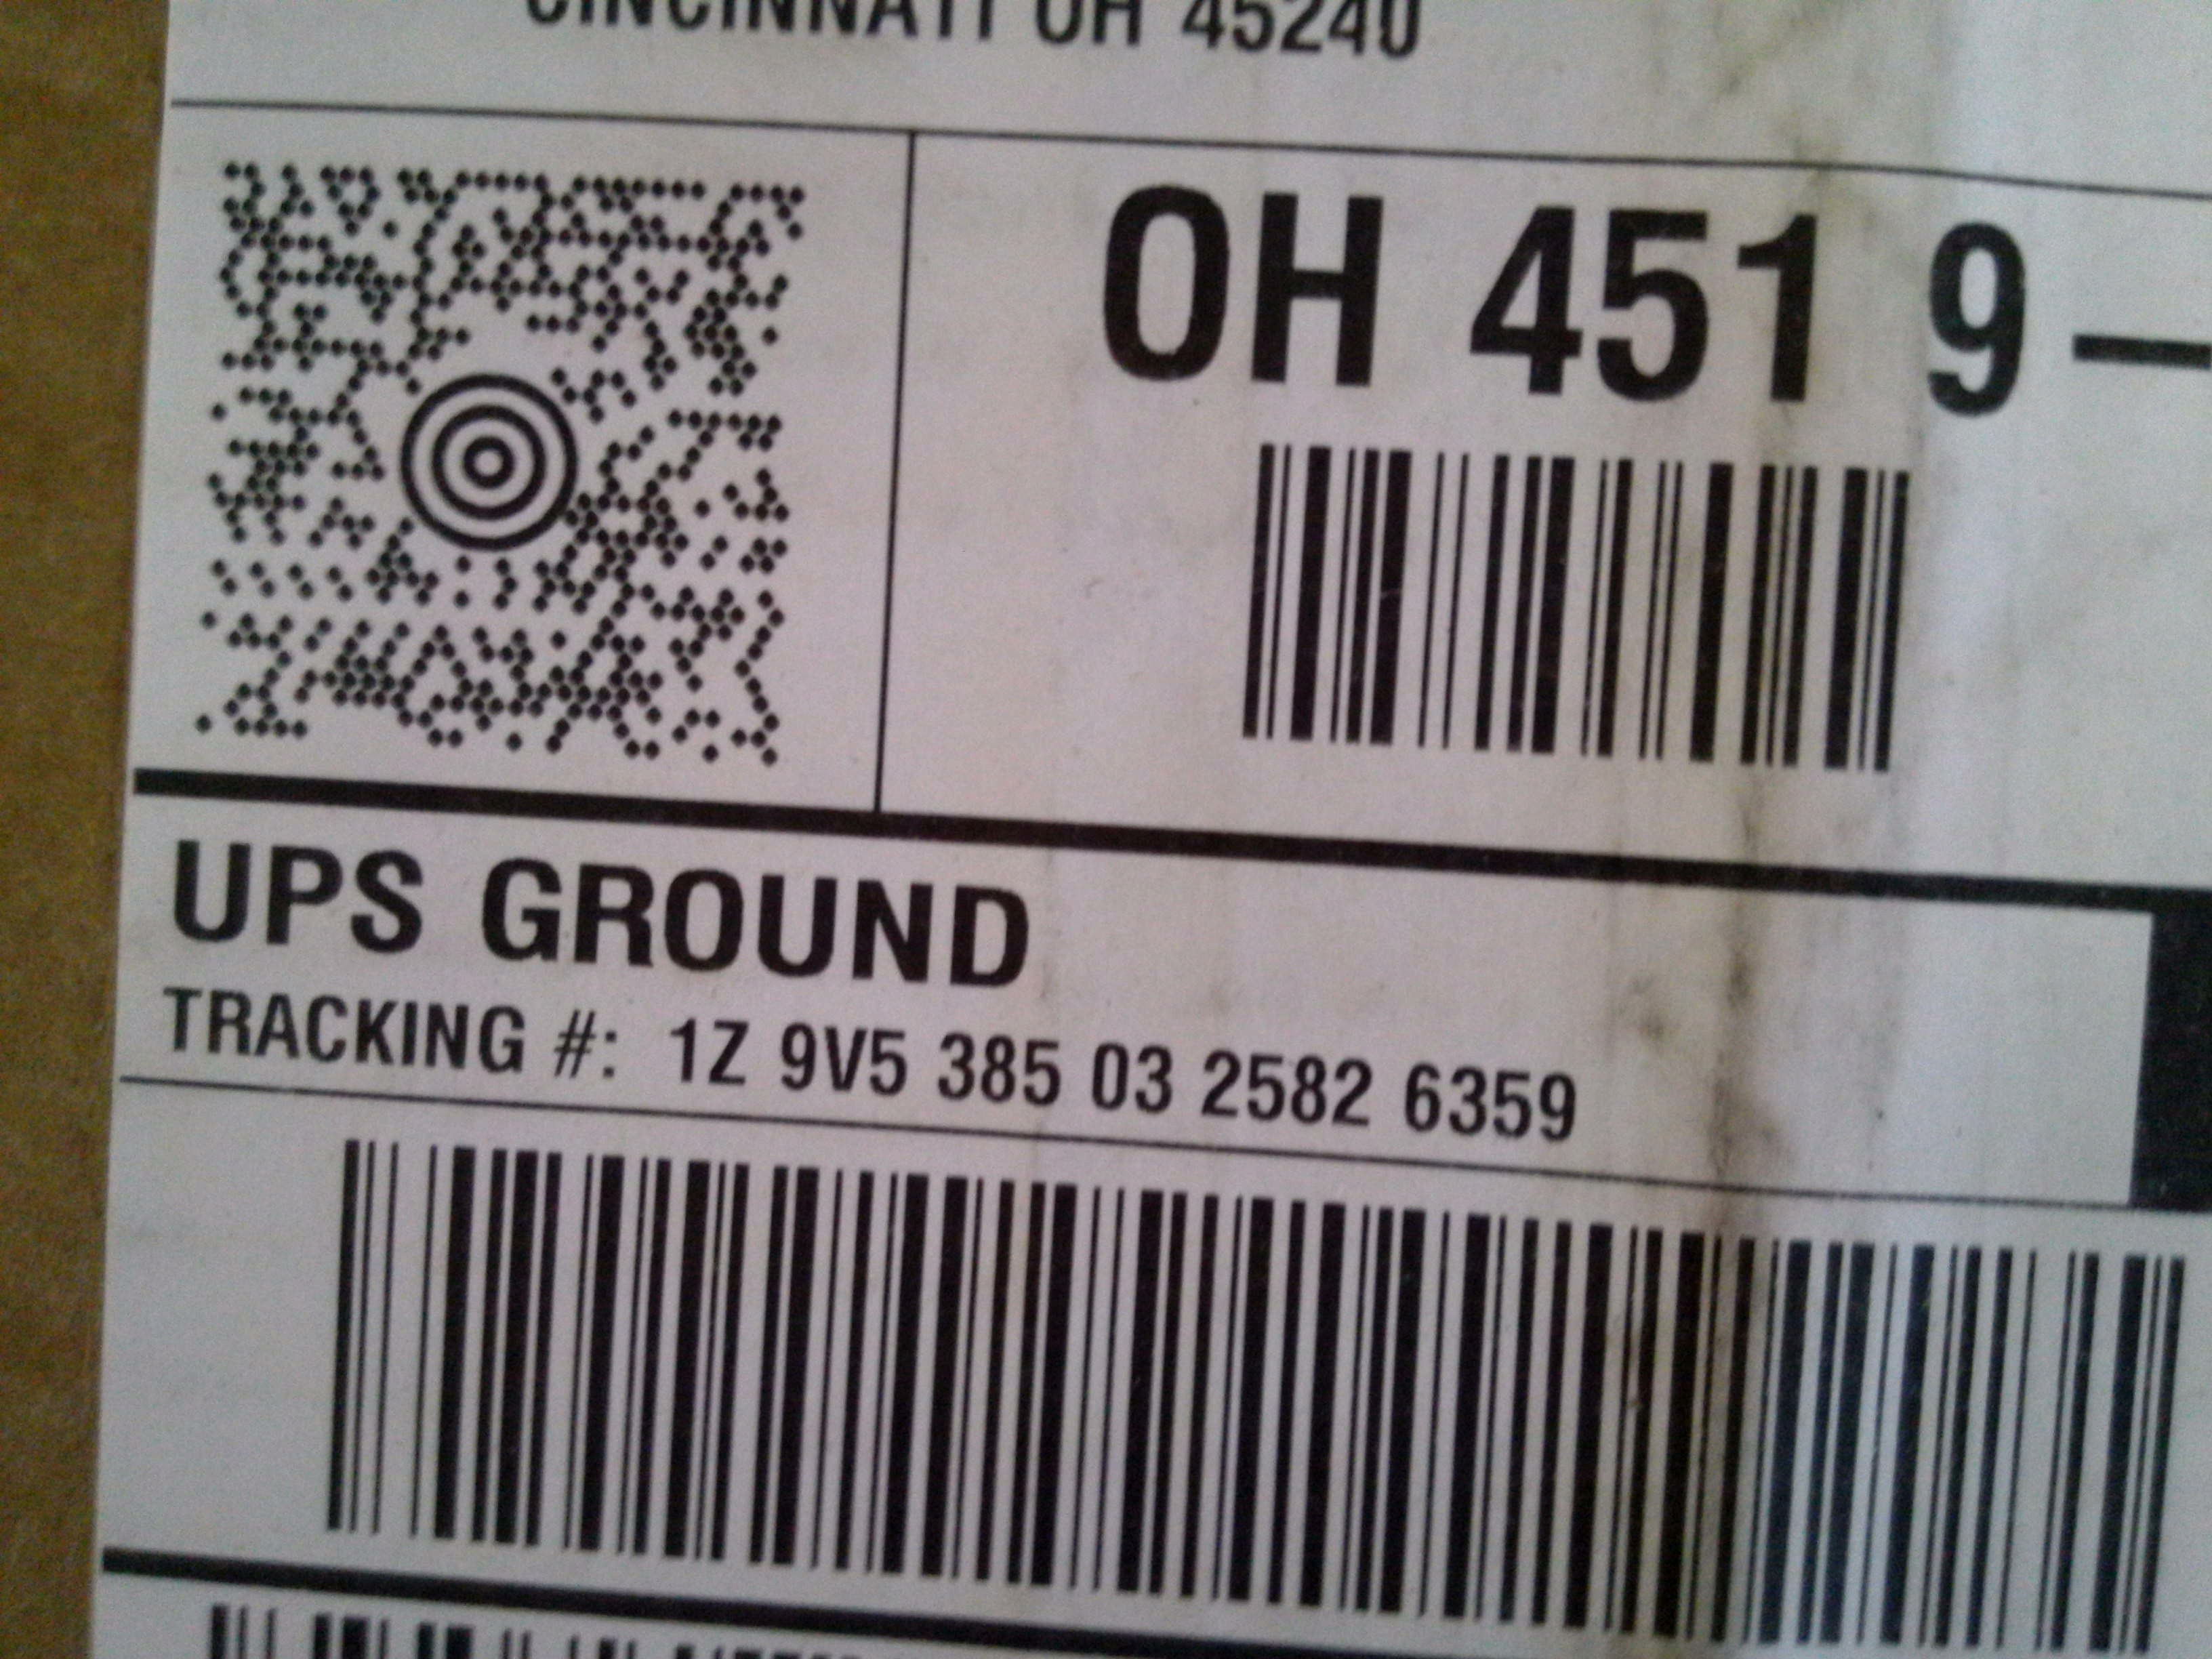 CINCINNATI OH 45240
OH 451 9-
UPS GROUND
TRACKING #: 1Z 9V5 385 03 2582 6359